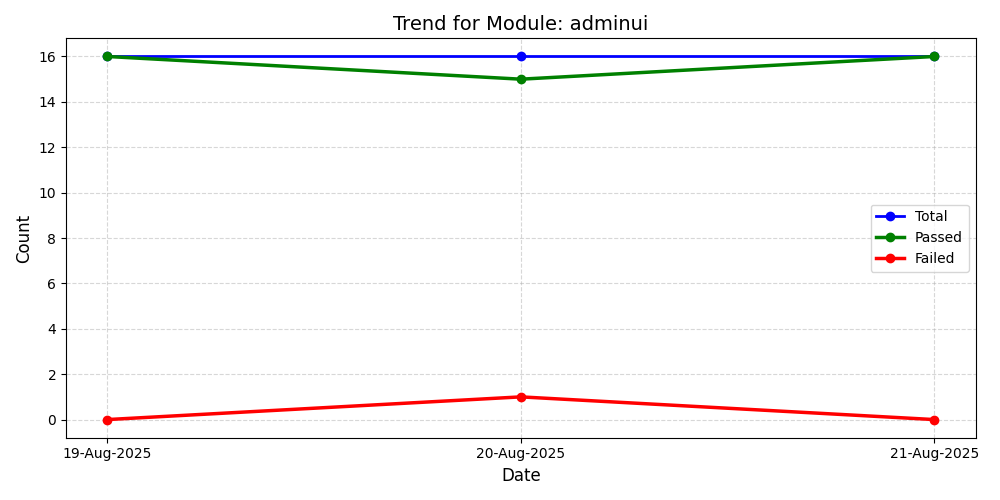 Trend for Module: adminui
Count
16
14
12
10
8
6
4
2
0
Total
Passed
Failed
19-Aug-2025
20-Aug-2025
21-Aug-2025
Date